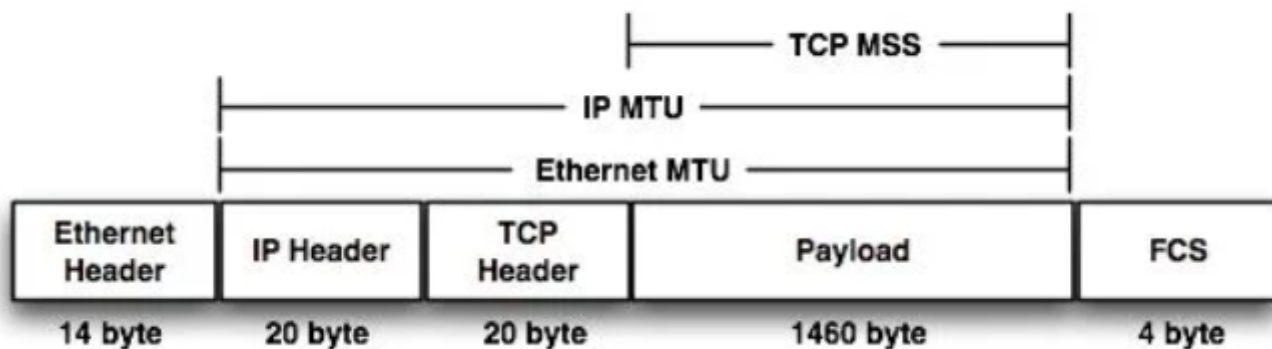 TCP MSS
IP MTU
Ethernet MTU
Ethernet
Header
IP Header
TCP
Header
Payload
FCS
14 byte
20 byte
20 byte
1460 byte
4 byte